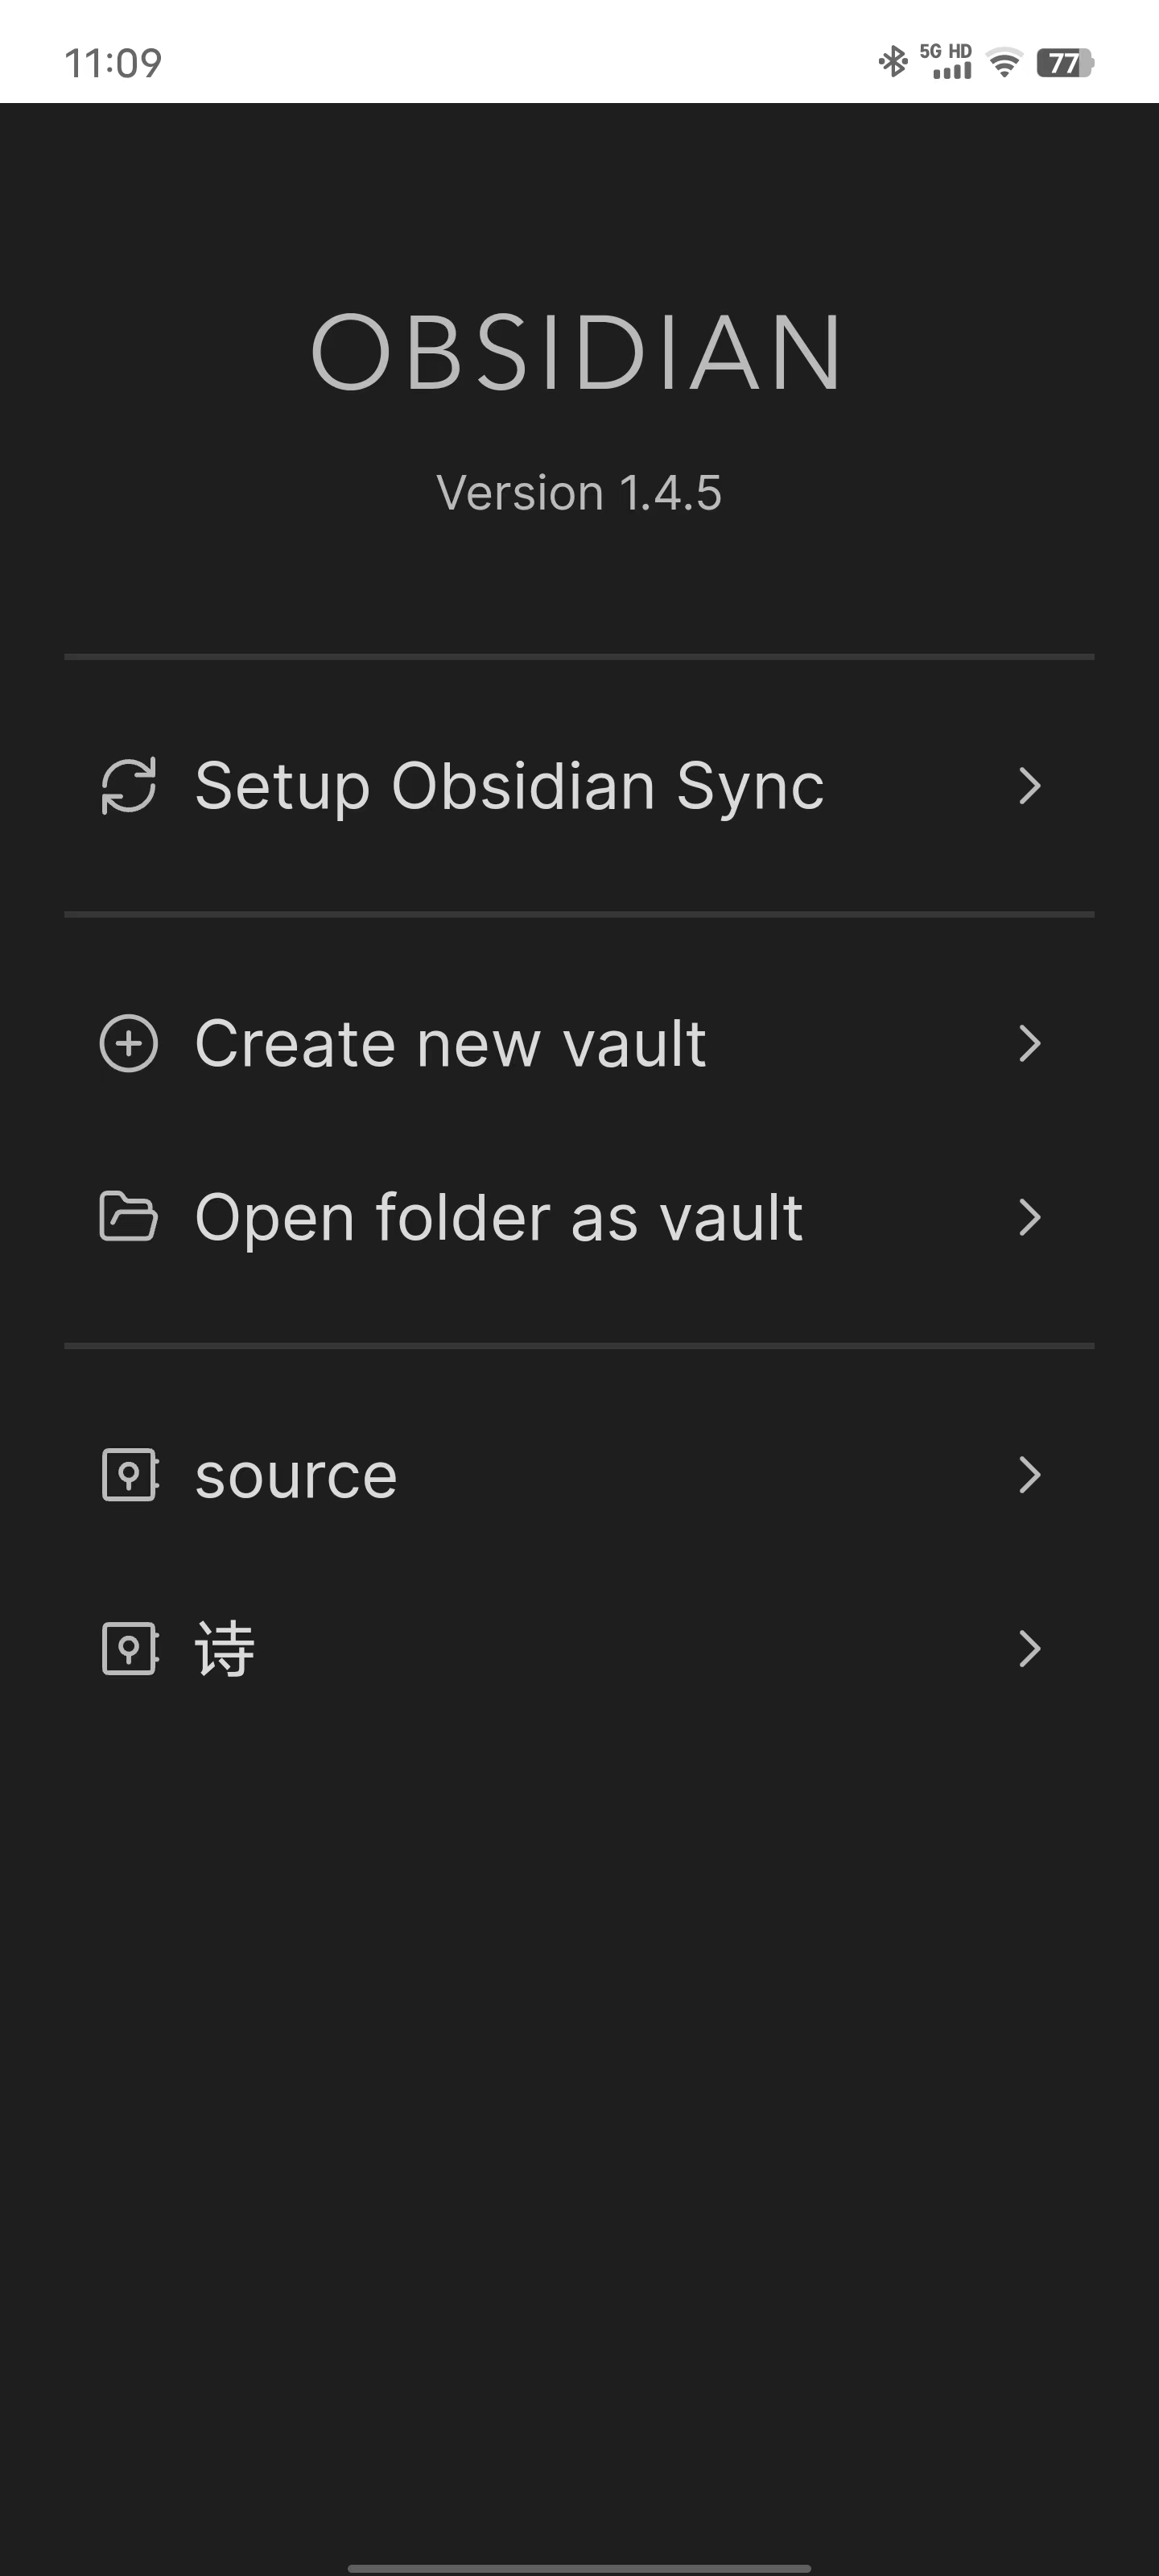 11:09
5G HD
77
OBSIDIAN
Version 1.4.5
Setup Obsidian Sync
Create new vault
Open folder as vault
source
诗